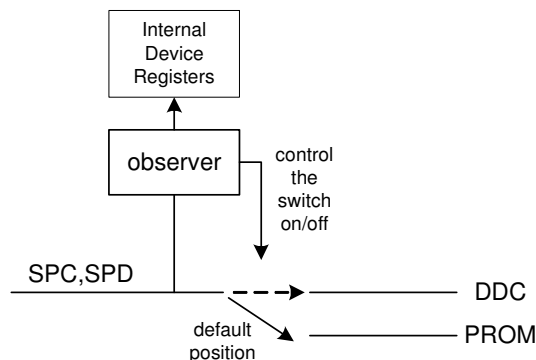 Internal
Device
Registers
observer
control
the
switch
on/off
SPC,SPD
DDC
default
position
PROM